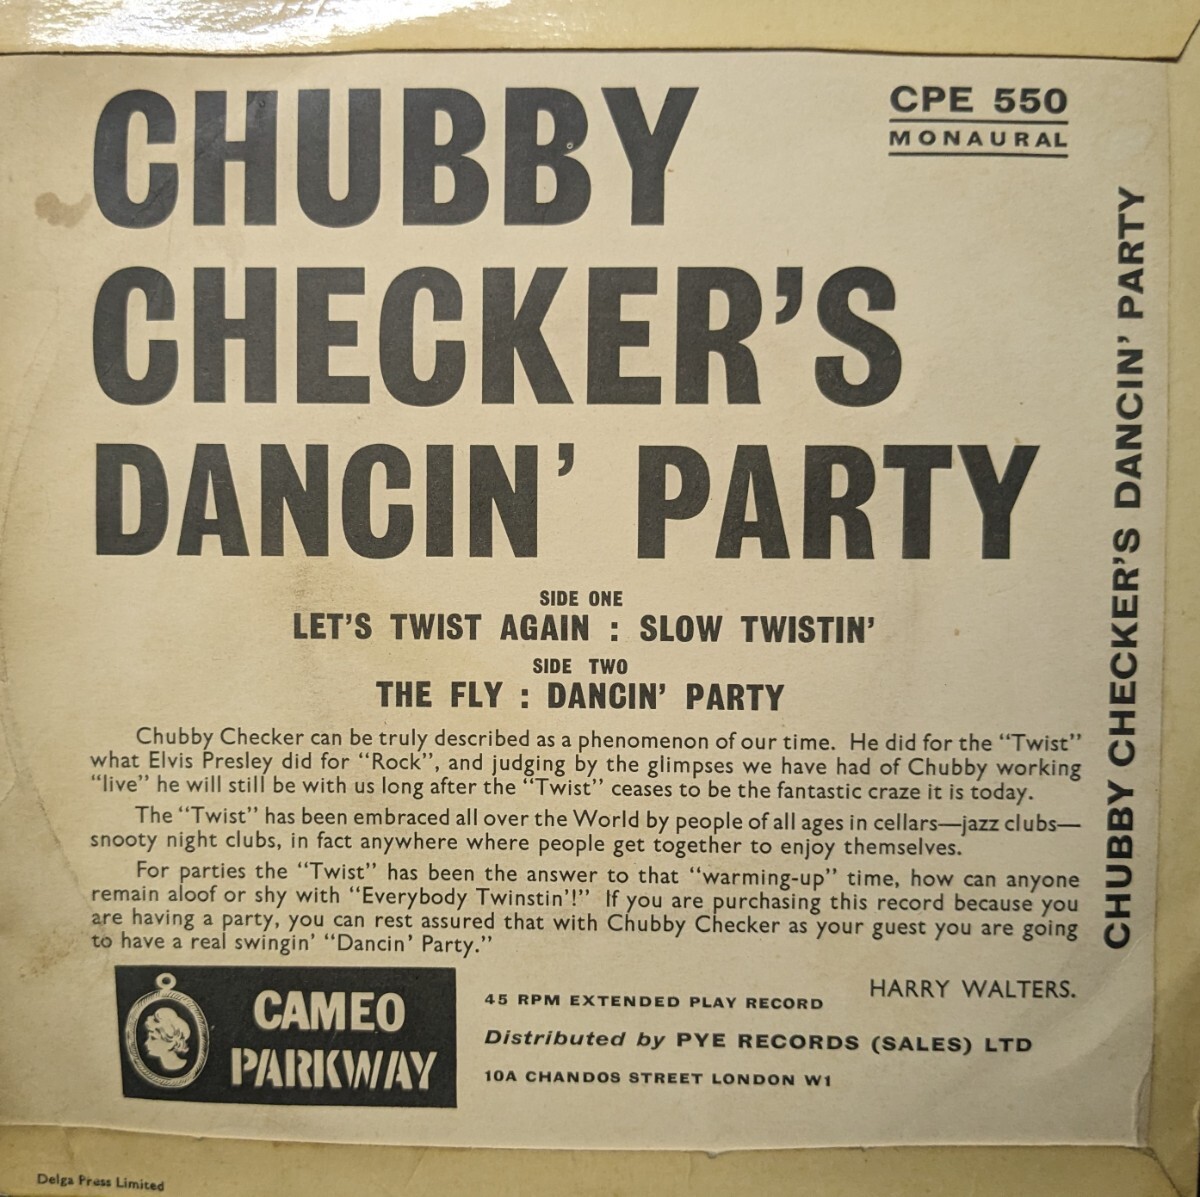 CHUBBY
CHECKER'S
DANCIN' PARTY
CPE 550
MONAURAL
CHUBBY CHECKER'S DANCIN' PARTY
SIDE ONE
LET'S TWIST AGAIN : SLOW TWISTIN'
SIDE TWO
THE FLY : DANCIN' PARTY
Chubby Checker can be truly described as a phenomenon of our time. He did for the “Twist”
what Elvis Presley did for “Rock”, and judging by the glimpses we have had of Chubby working
“live” he will still be with us long after the “Twist” ceases to be the fantastic craze it is today.
The “Twist” has been embraced all over the World by people of all ages in cellars—jazz clubs—
snooty night clubs, in fact anywhere where people get together to enjoy themselves.
For parties the “Twist” has been the answer to that “warming-up” time, how can anyone
remain aloof or shy with “Everybody Twinstin'!” If you are purchasing this record because you
are having a party, you can rest assured that with Chubby Checker as your guest you are going
to have a real swingin' “Dancin' Party.”
HARRY WALTERS.
CAMEO
PARKWAY
45 RPM EXTENDED PLAY RECORD
Distributed by PYE RECORDS (SALES) LTD
10A CHANDOS STREET LONDON W1
Delga Press Limited